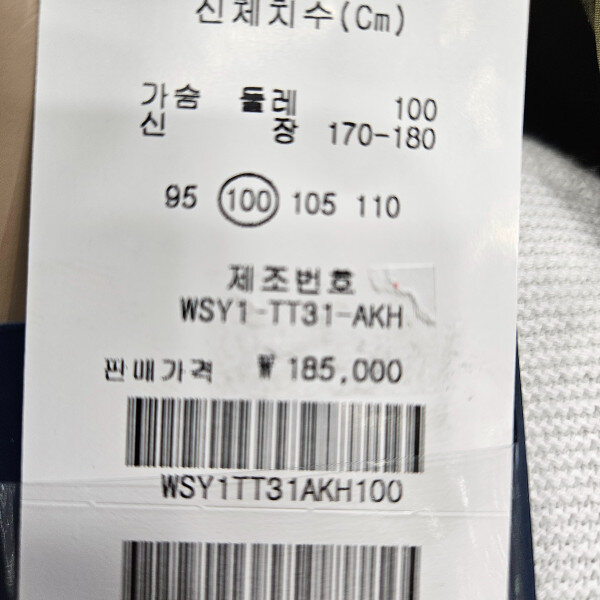 신체치수(Cm)
가슴 둘레 100
신 장 170-180
95 100 105 110
제조번호
WSY1-TT31-AKH
판매가격 ₩ 185,000
WSY1TT31AKH100